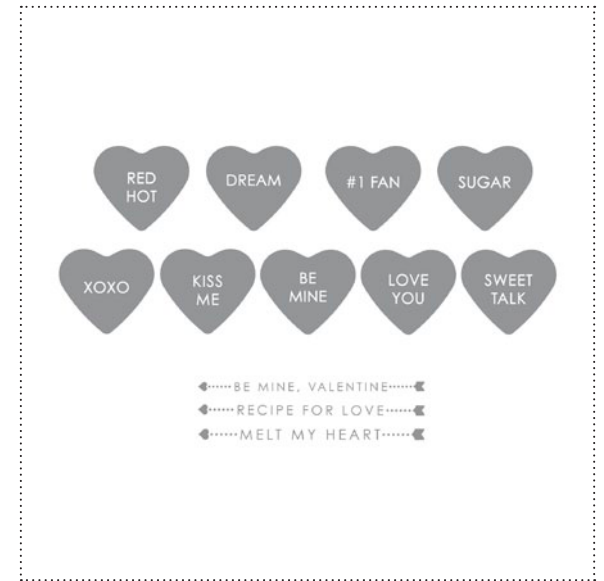 RED
HOT
DREAM
#1 FAN
SUGAR
XOXO
KISS
ME
BE
MINE
LOVE
YOU
SWEET
TALK
BE MINE, VALENTINE
RECIPE FOR LOVE
MELT MY HEART